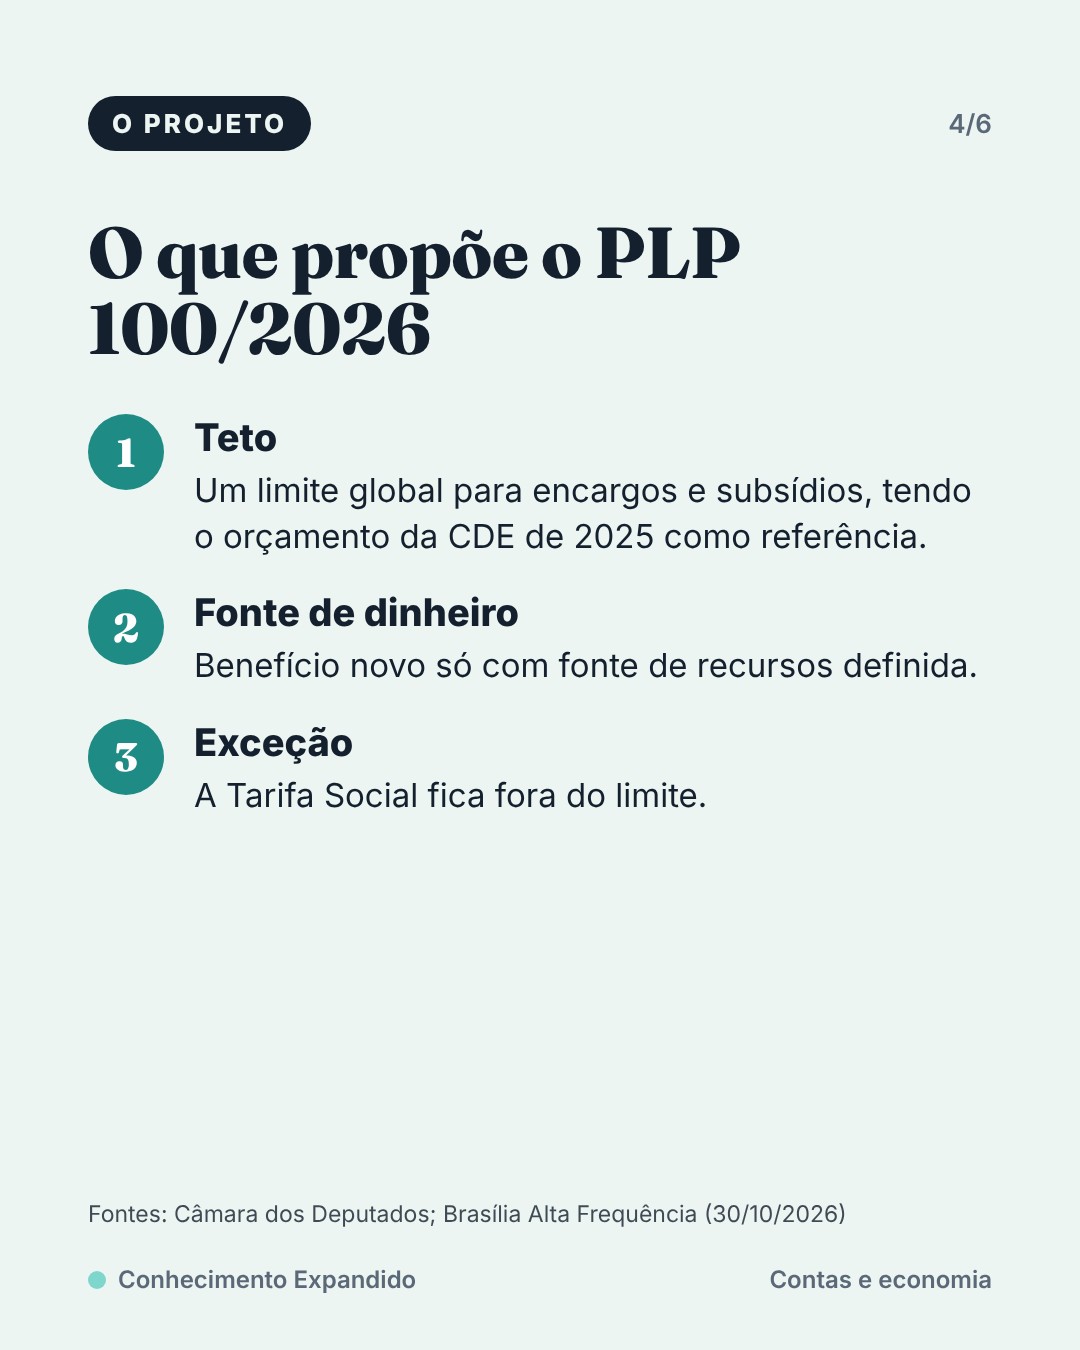 O PROJETO
4/6
O que propõe o PLP
100/2026
1
Teto
Um limite global para encargos e subsídios, tendo
o orçamento da CDE de 2025 como referência.
2
Fonte de dinheiro
Benefício novo só com fonte de recursos definida.
3
Exceção
A Tarifa Social fica fora do limite.
Fontes: Câmara dos Deputados; Brasília Alta Frequência (30/10/2026)
Conhecimento Expandido
Contas e economia